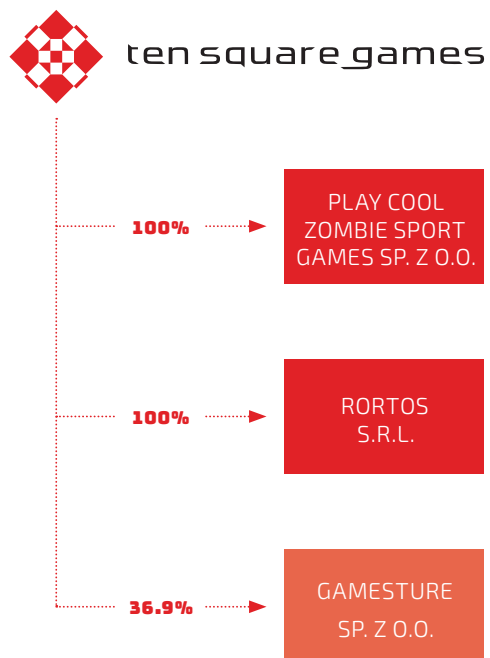 ten square games
100%
PLAY COOL
ZOMBIE SPORT
GAMES SP. Z O.O.
100%
RORTOS
S.R.L.
36.9%
GAMESTURE
SP. Z O.O.